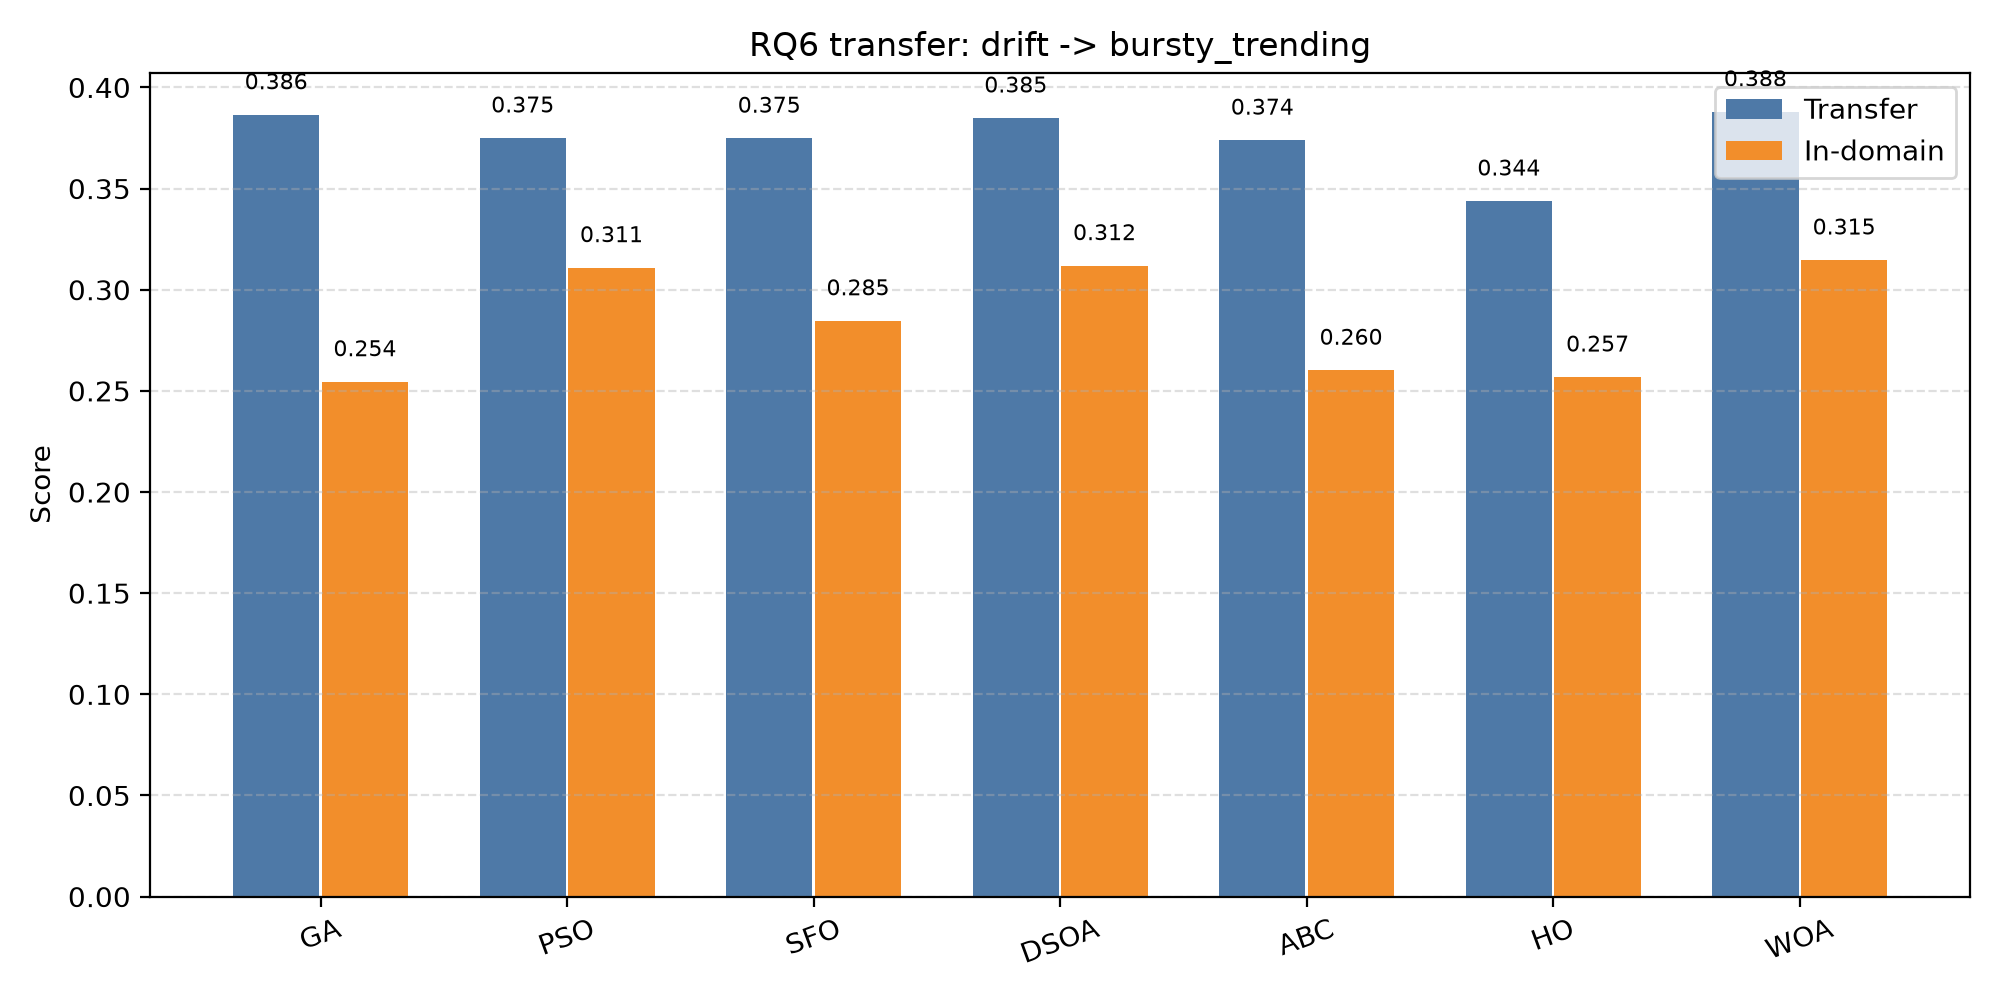 RQ6 transfer: drift -> bursty_trending
Score
0.40
0.35
0.30
0.25
0.20
0.15
0.10
0.05
0.00
0.386
0.254
0.375
0.311
0.375
0.285
0.385
0.312
0.374
0.260
0.344
0.257
0.388
0.315
Transfer
In-domain
GA
PSO
SFO
DSOA
ABC
HO
WOA